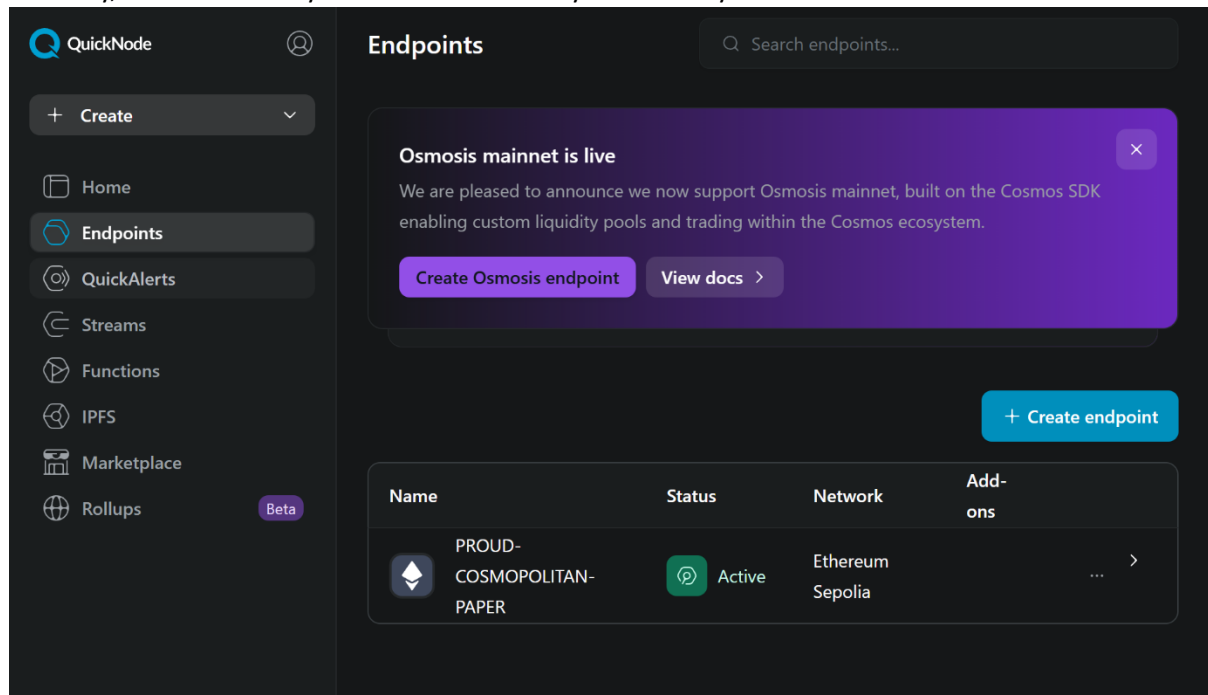 QuickNode
+ Create
Home
Endpoints
QuickAlerts
Streams
Functions
IPFS
Marketplace
Rollups Beta
Endpoints
Search endpoints...
Osmosis mainnet is live
We are pleased to announce we now support Osmosis mainnet, built on the Cosmos SDK
enabling custom liquidity pools and trading within the Cosmos ecosystem.
Create Osmosis endpoint View docs >
+ Create endpoint
Name Status Network Add-
ons
PROUD-
COSMOPOLITAN-
PAPER
Active
Ethereum
Sepolia
... >